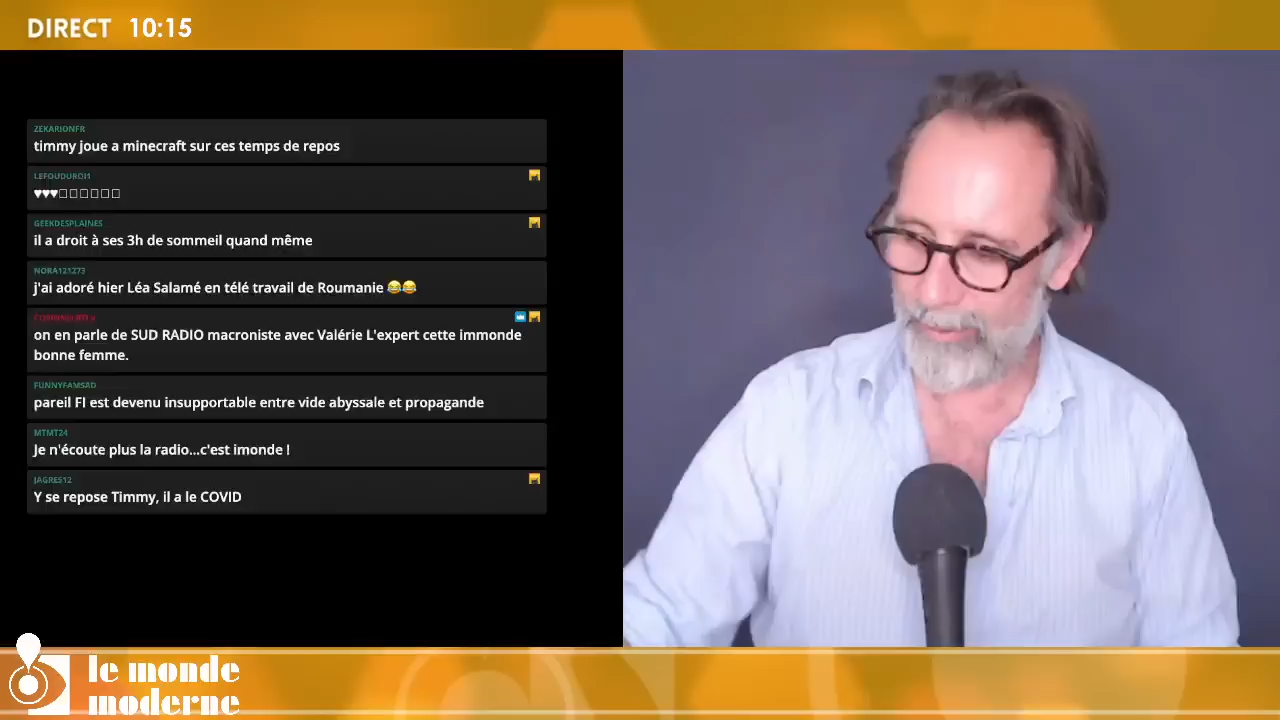 DIRECT 10:15
ZEKARIONFR
timmy joue a minecraft sur ces temps de repos
LEFOUDUROI1
♥♥♥□□□□□□
GEEKDESPLAINES
il a droit à ses 3h de sommeil quand même
NORA121273
j'ai adoré hier Léa Salamé en télé travail de Roumanie 😂😂
on en parle de SUD RADIO macroniste avec Valérie L'expert cette immonde
bonne femme.
FUNNYFAMSAD
pareil FI est devenu insupportable entre vide abyssale et propagande
MTMT24
Je n'écoute plus la radio...c'est imonde !
JAGRES12
Y se repose Timmy, il a le COVID
le monde
moderne